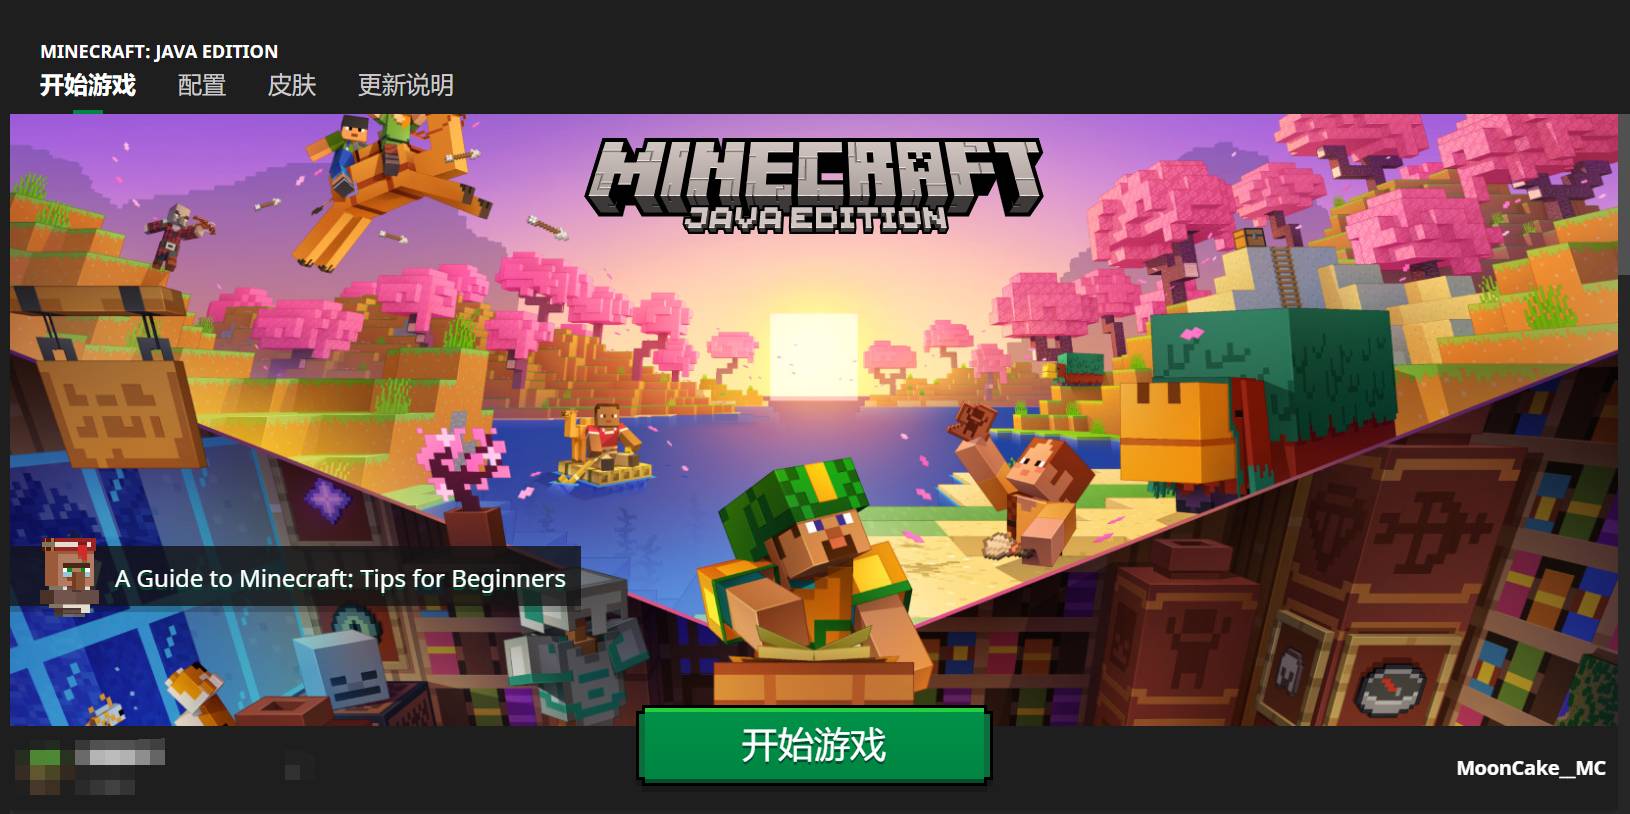 MINECRAFT: JAVA EDITION
开始游戏 配置 皮肤 更新说明
MINECRAFT
JAVA EDITION
A Guide to Minecraft: Tips for Beginners
开始游戏
MoonCake__MC